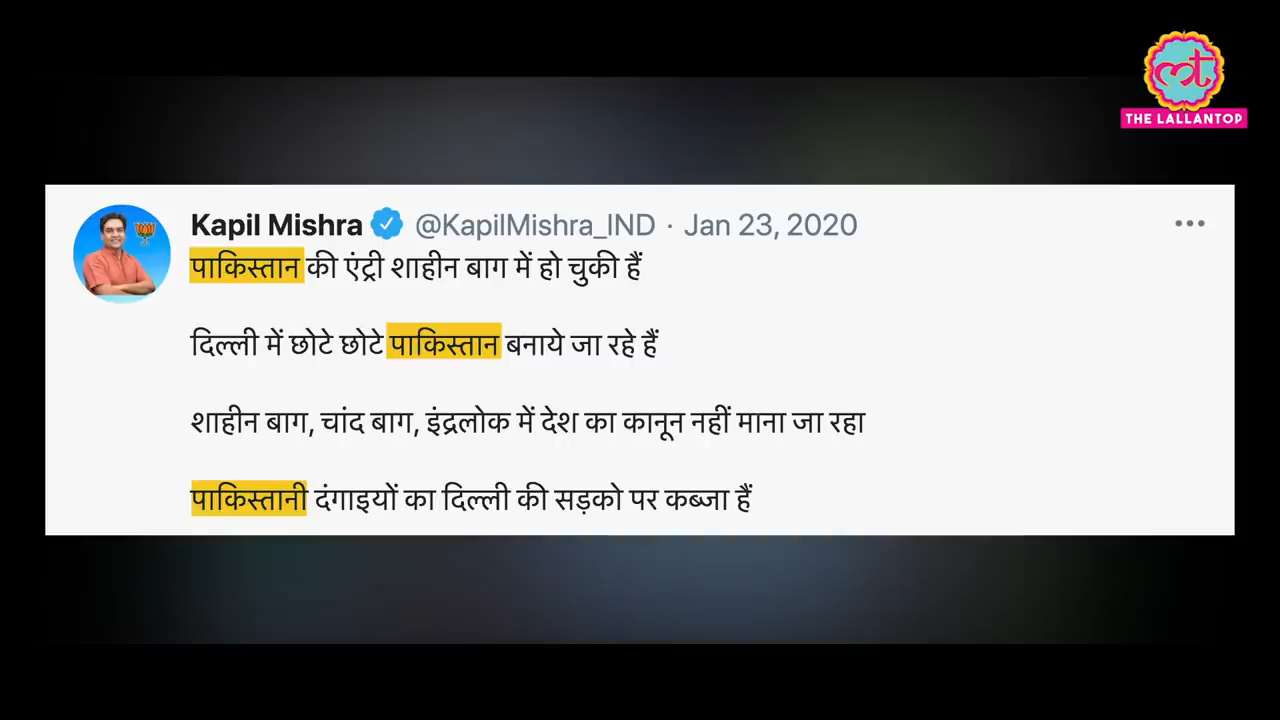 THE LALLANTOP
Kapil Mishra @KapilMishra_IND · Jan 23, 2020
पाकिस्तान की एंट्री शाहीन बाग में हो चुकी हैं
दिल्ली में छोटे छोटे पाकिस्तान बनाये जा रहे हैं
शाहीन बाग, चांद बाग, इंद्रलोक में देश का कानून नहीं माना जा रहा
पाकिस्तानी दंगाइयों का दिल्ली की सड़को पर कब्जा हैं